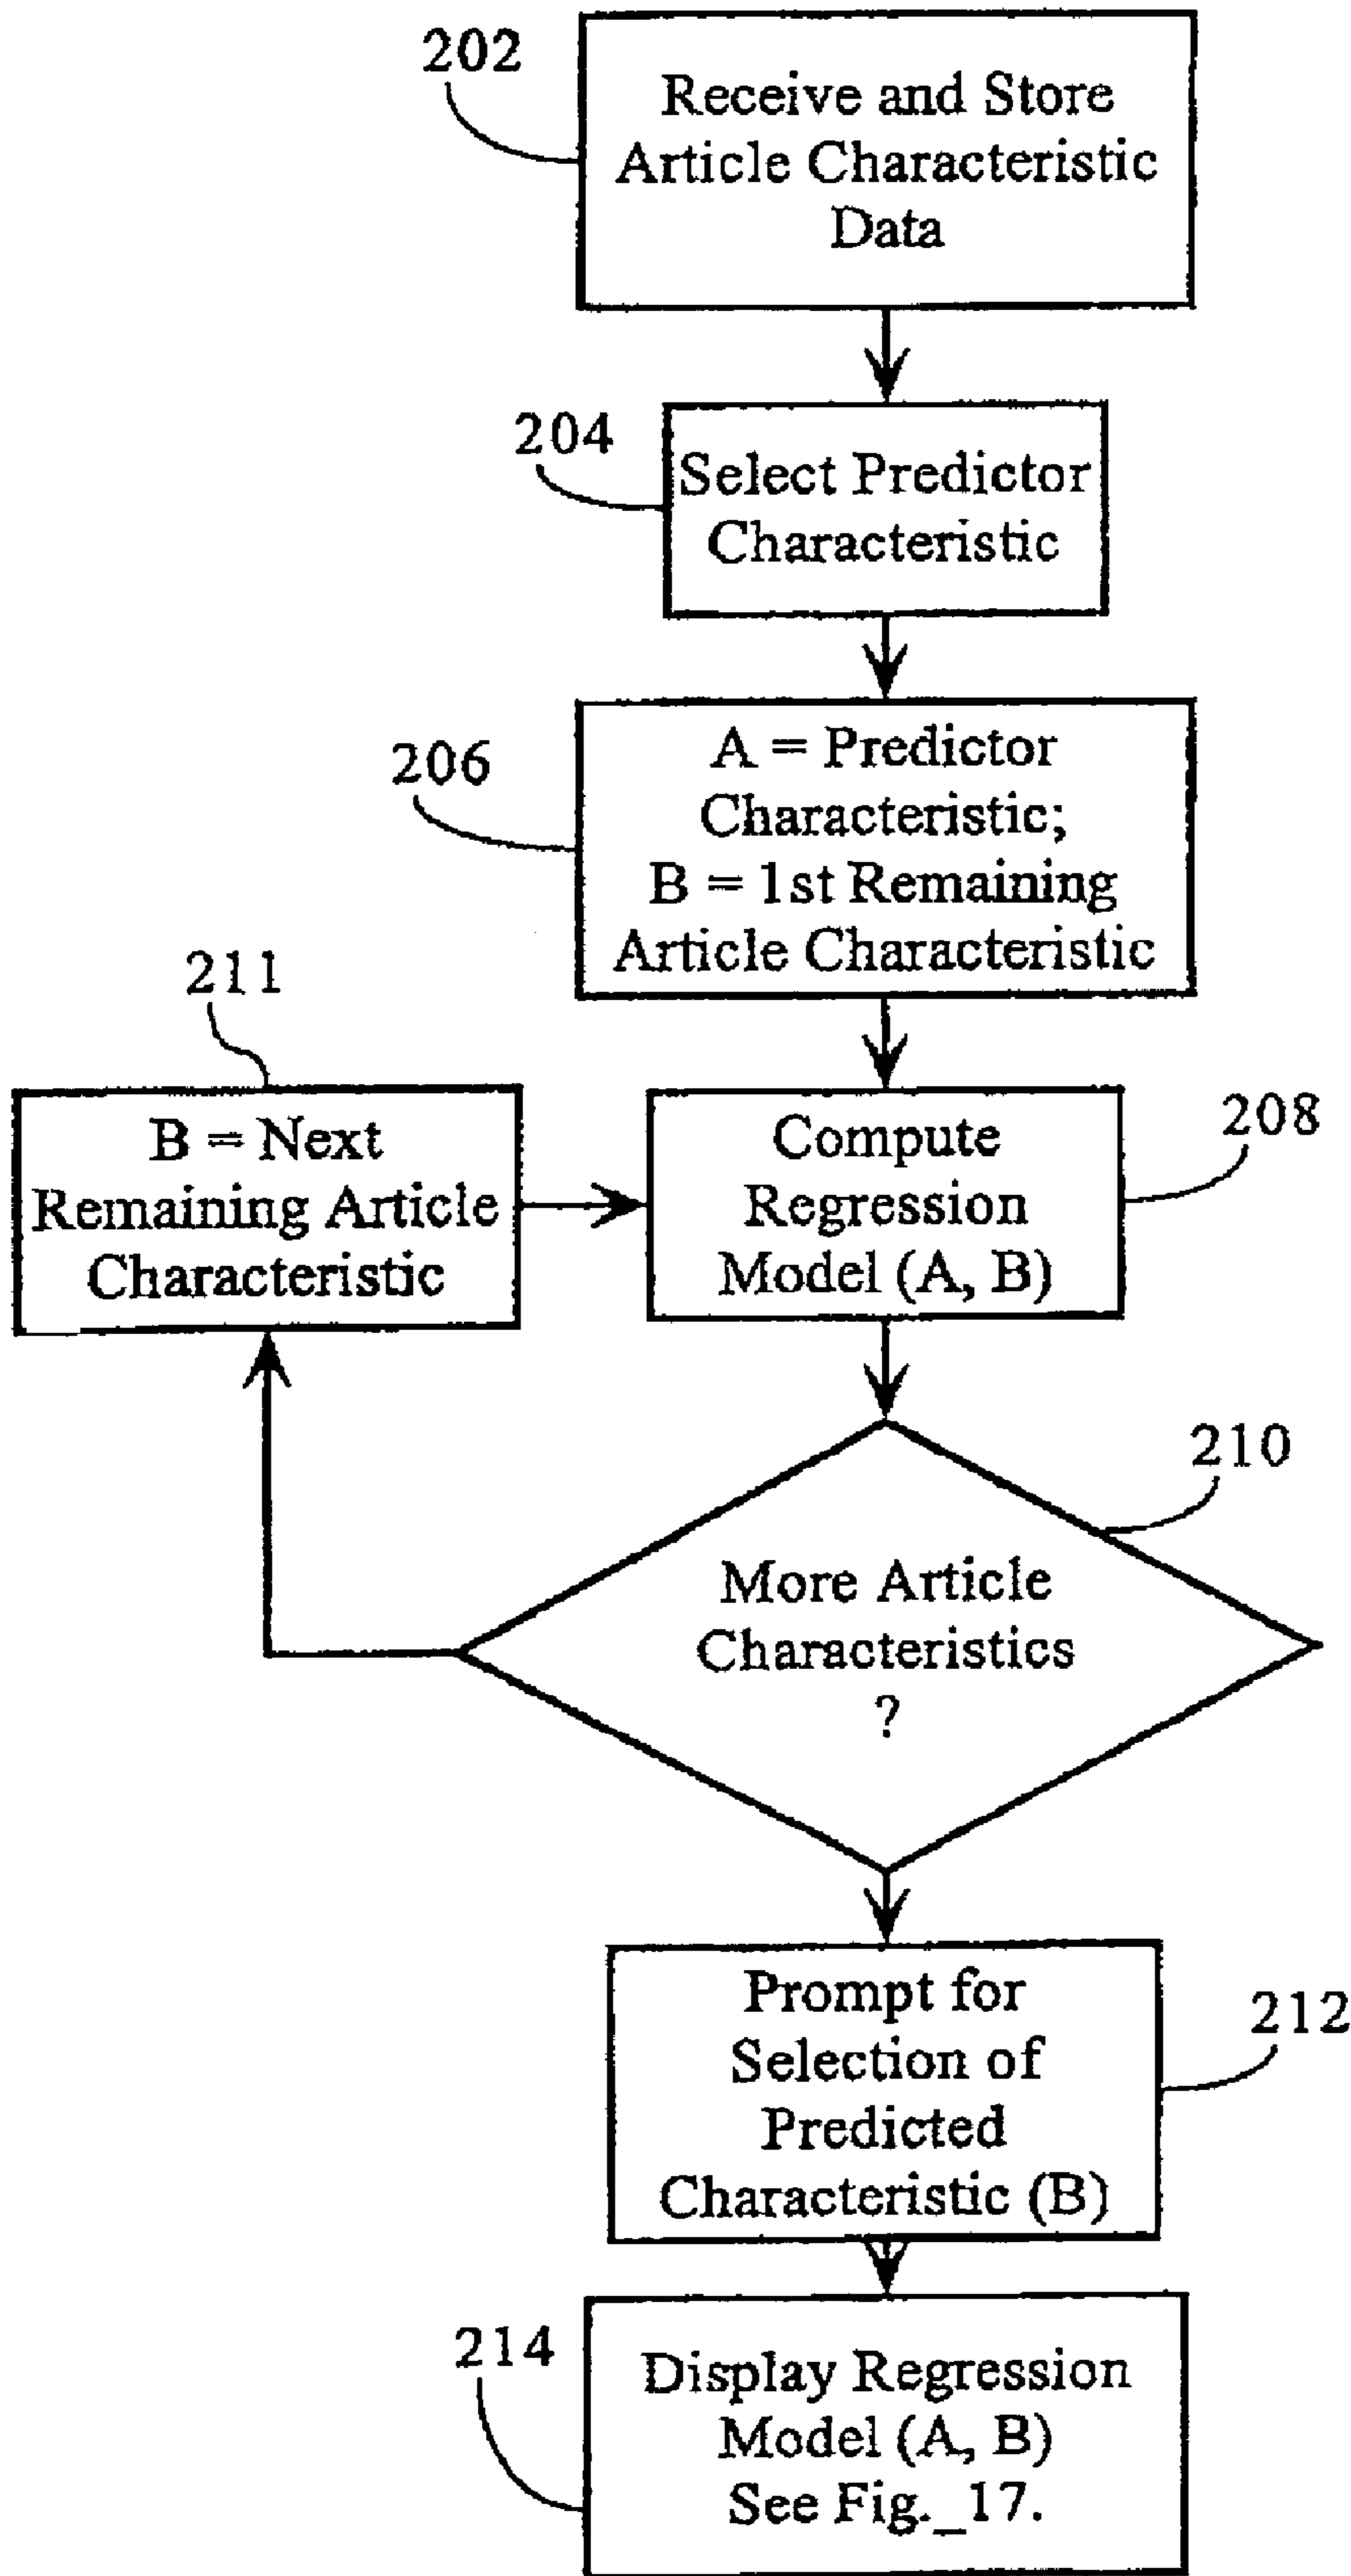 202
Receive and Store
Article Characteristic
Data
204
Select Predictor
Characteristic
206
A = Predictor
Characteristic;
B = 1st Remaining
Article Characteristic
211
B = Next
Remaining Article
Characteristic
208
Compute
Regression
Model (A, B)
210
More Article
Characteristics
?
212
Prompt for
Selection of
Predicted
Characteristic (B)
214
Display Regression
Model (A, B)
See Fig._17.